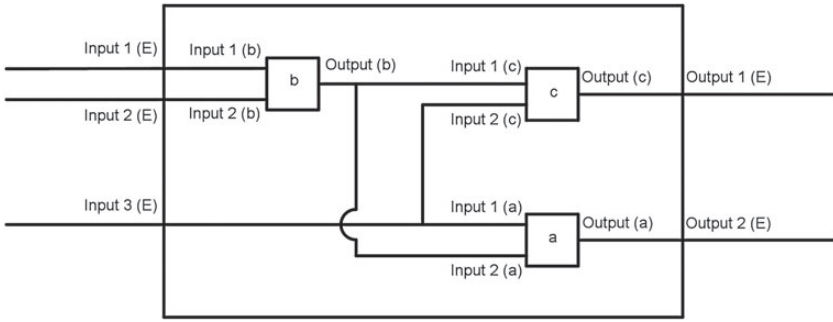 Input 1 (E)
Input 1 (b)
Input 2 (E)
Input 2 (b)
b
Output (b)
Input 1 (c)
Input 2 (c)
c
Output (c)
Output 1 (E)
Input 3 (E)
Input 1 (a)
Input 2 (a)
a
Output (a)
Output 2 (E)